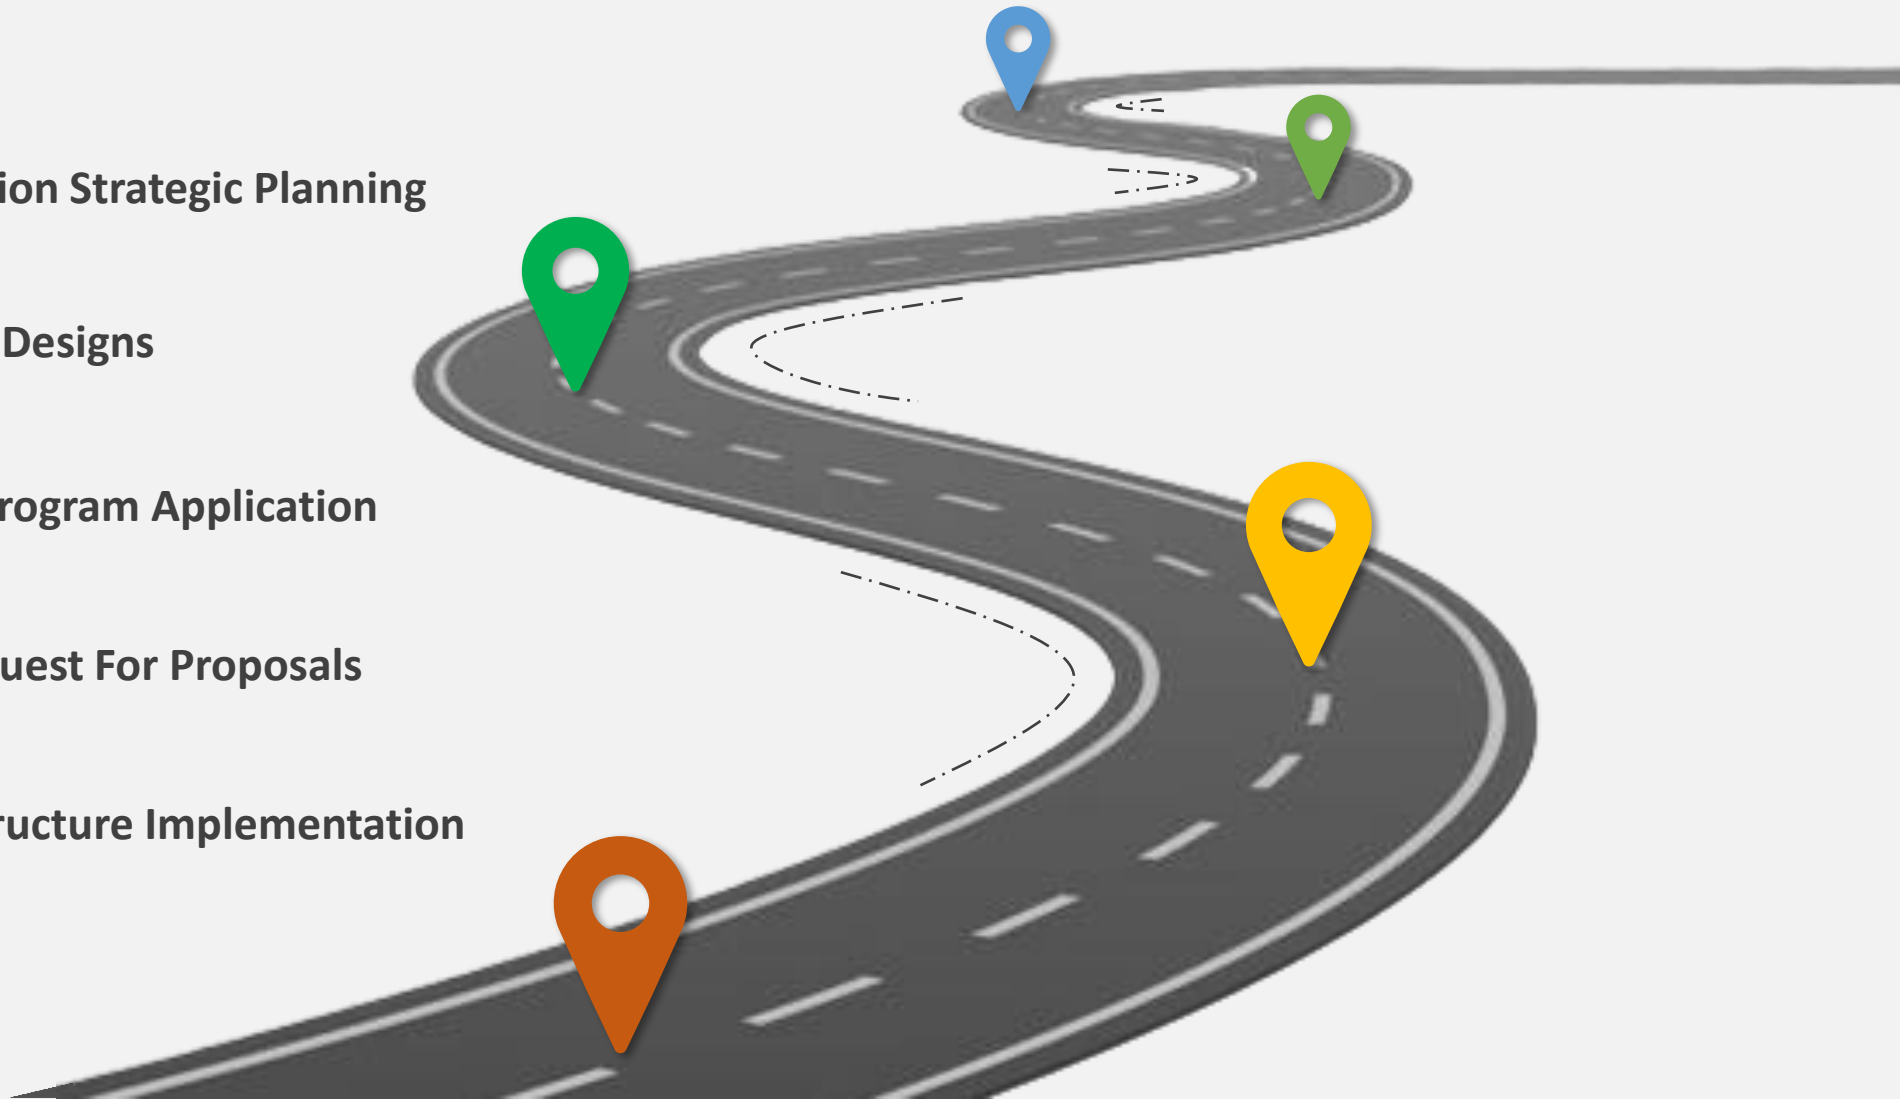 ion Strategic Planning
Designs
rogram Application
uest For Proposals
ructure Implementation